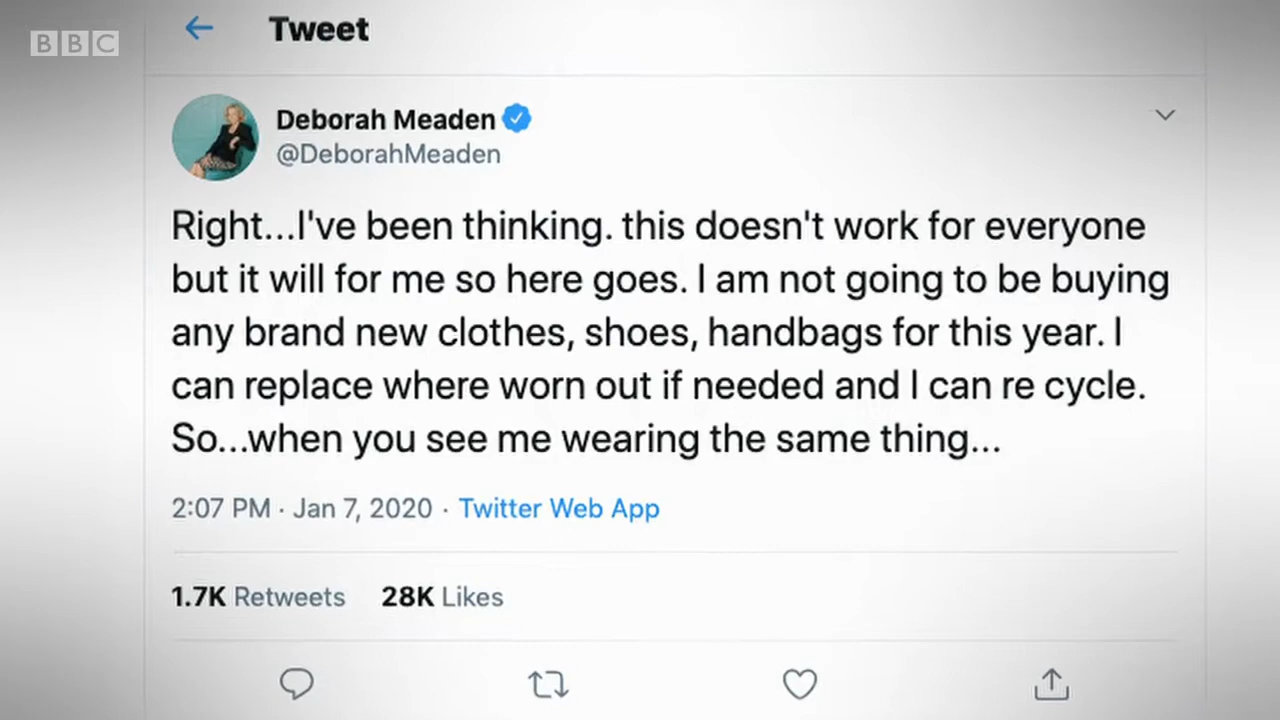 BBC
Tweet
Deborah Meaden
@DeborahMeaden
Right...I've been thinking. this doesn't work for everyone
but it will for me so here goes. I am not going to be buying
any brand new clothes, shoes, handbags for this year. I
can replace where worn out if needed and I can re cycle.
So...when you see me wearing the same thing...
2:07 PM · Jan 7, 2020 · Twitter Web App
1.7K Retweets 28K Likes